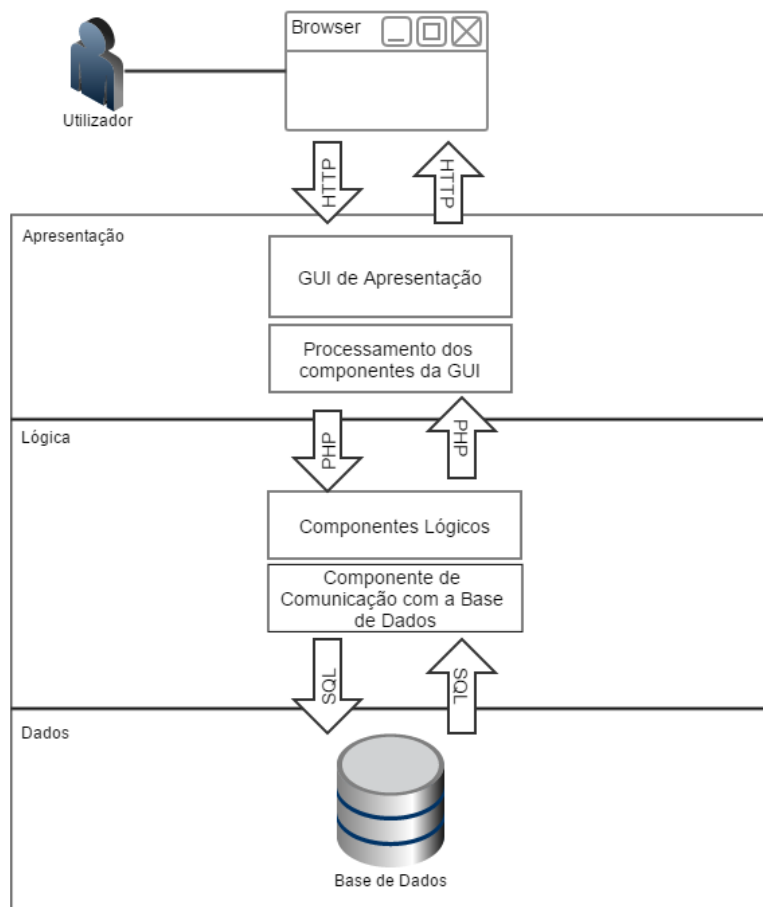 Browser
Utilizador
HTTP
HTTP
Apresentação
GUI de Apresentação
Processamento dos
componentes da GUI
Lógica
PHP
PHP
Componentes Lógicos
Componente de
Comunicação com a Base
de Dados
SQL
SQL
Dados
Base de Dados